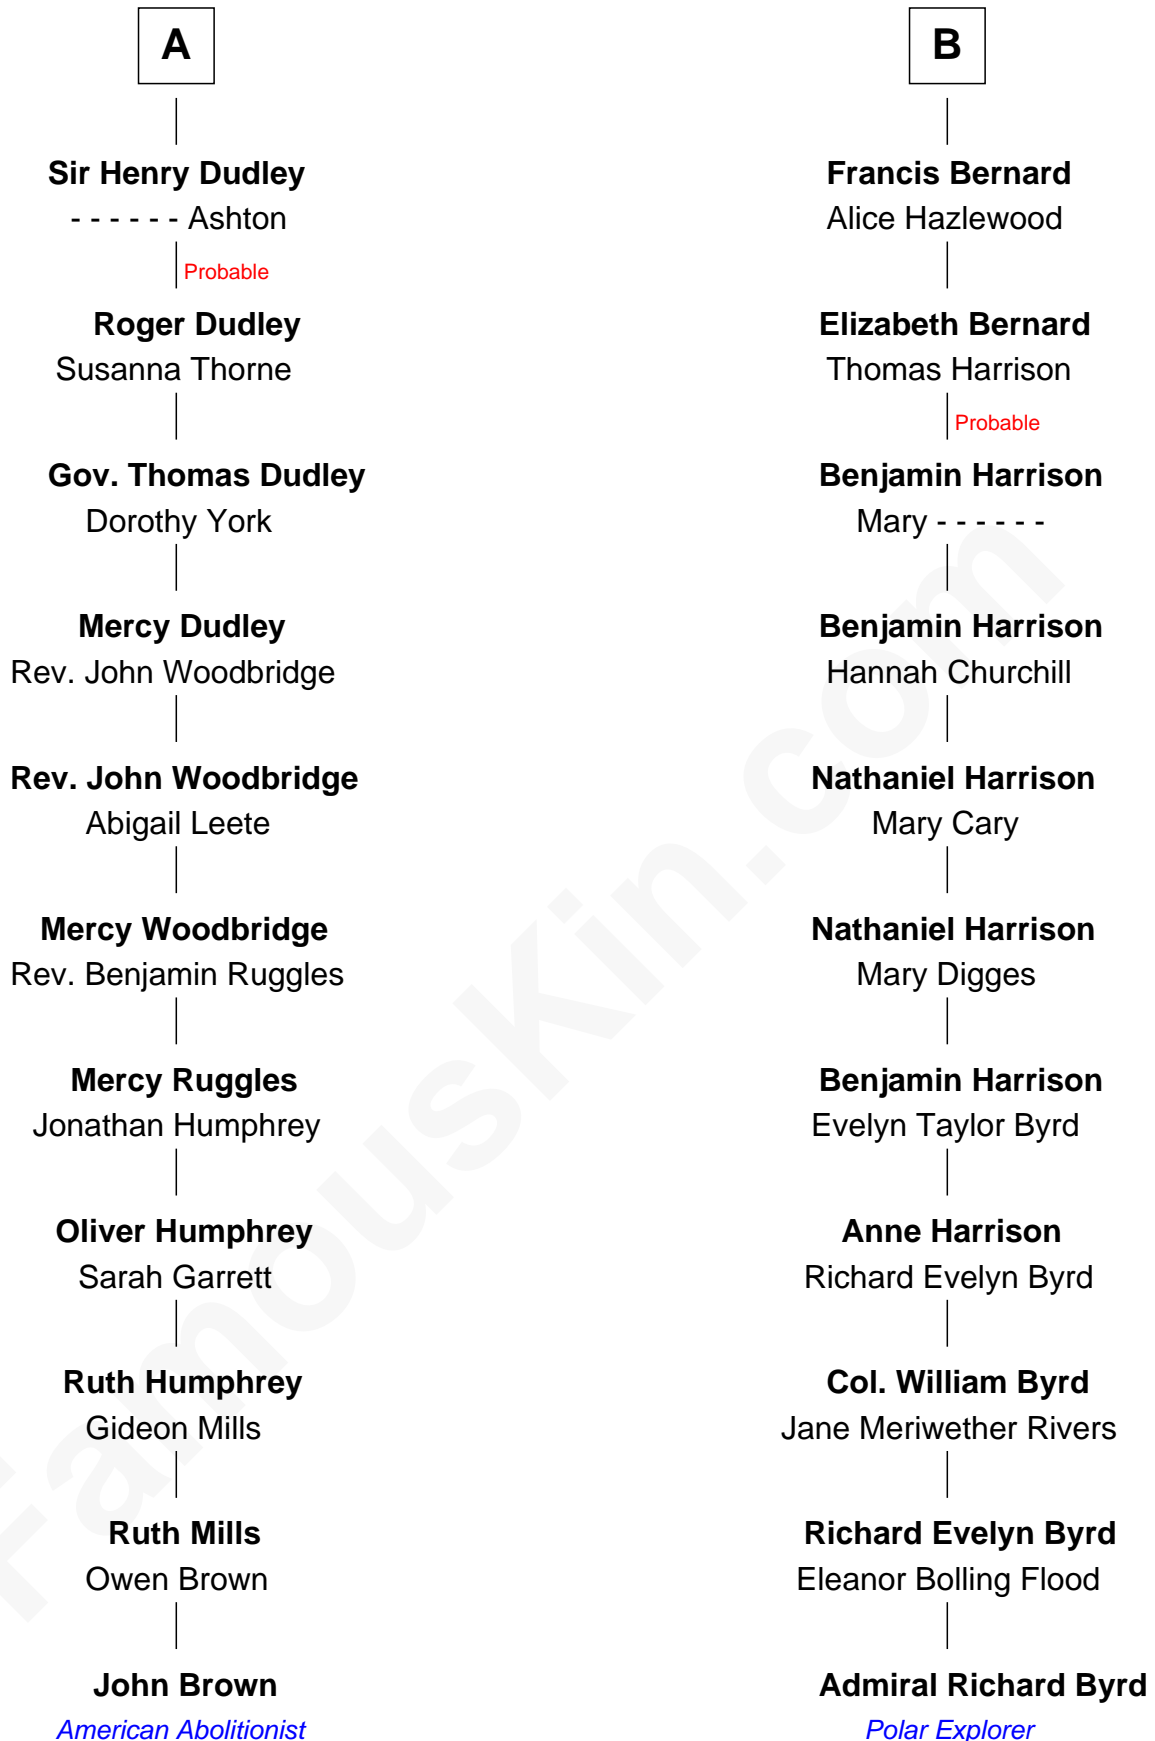 A
Sir Henry Dudley
- - - - - - Ashton
Probable
Roger Dudley
Susanna Thorne
Gov. Thomas Dudley
Dorothy York
Mercy Dudley
Rev. John Woodbridge
Rev. John Woodbridge
Abigail Leete
Mercy Woodbridge
Rev. Benjamin Ruggles
Mercy Ruggles
Jonathan Humphrey
Oliver Humphrey
Sarah Garrett
Ruth Humphrey
Gideon Mills
Ruth Mills
Owen Brown
John Brown
American Abolitionist
B
Francis Bernard
Alice Hazlewood
Elizabeth Bernard
Thomas Harrison
Probable
Benjamin Harrison
Mary - - - - - -
Benjamin Harrison
Hannah Churchill
Nathaniel Harrison
Mary Cary
Nathaniel Harrison
Mary Digges
Benjamin Harrison
Evelyn Taylor Byrd
Anne Harrison
Richard Evelyn Byrd
Col. William Byrd
Jane Meriwether Rivers
Richard Evelyn Byrd
Eleanor Bolling Flood
Admiral Richard Byrd
Polar Explorer
FamousKin.com